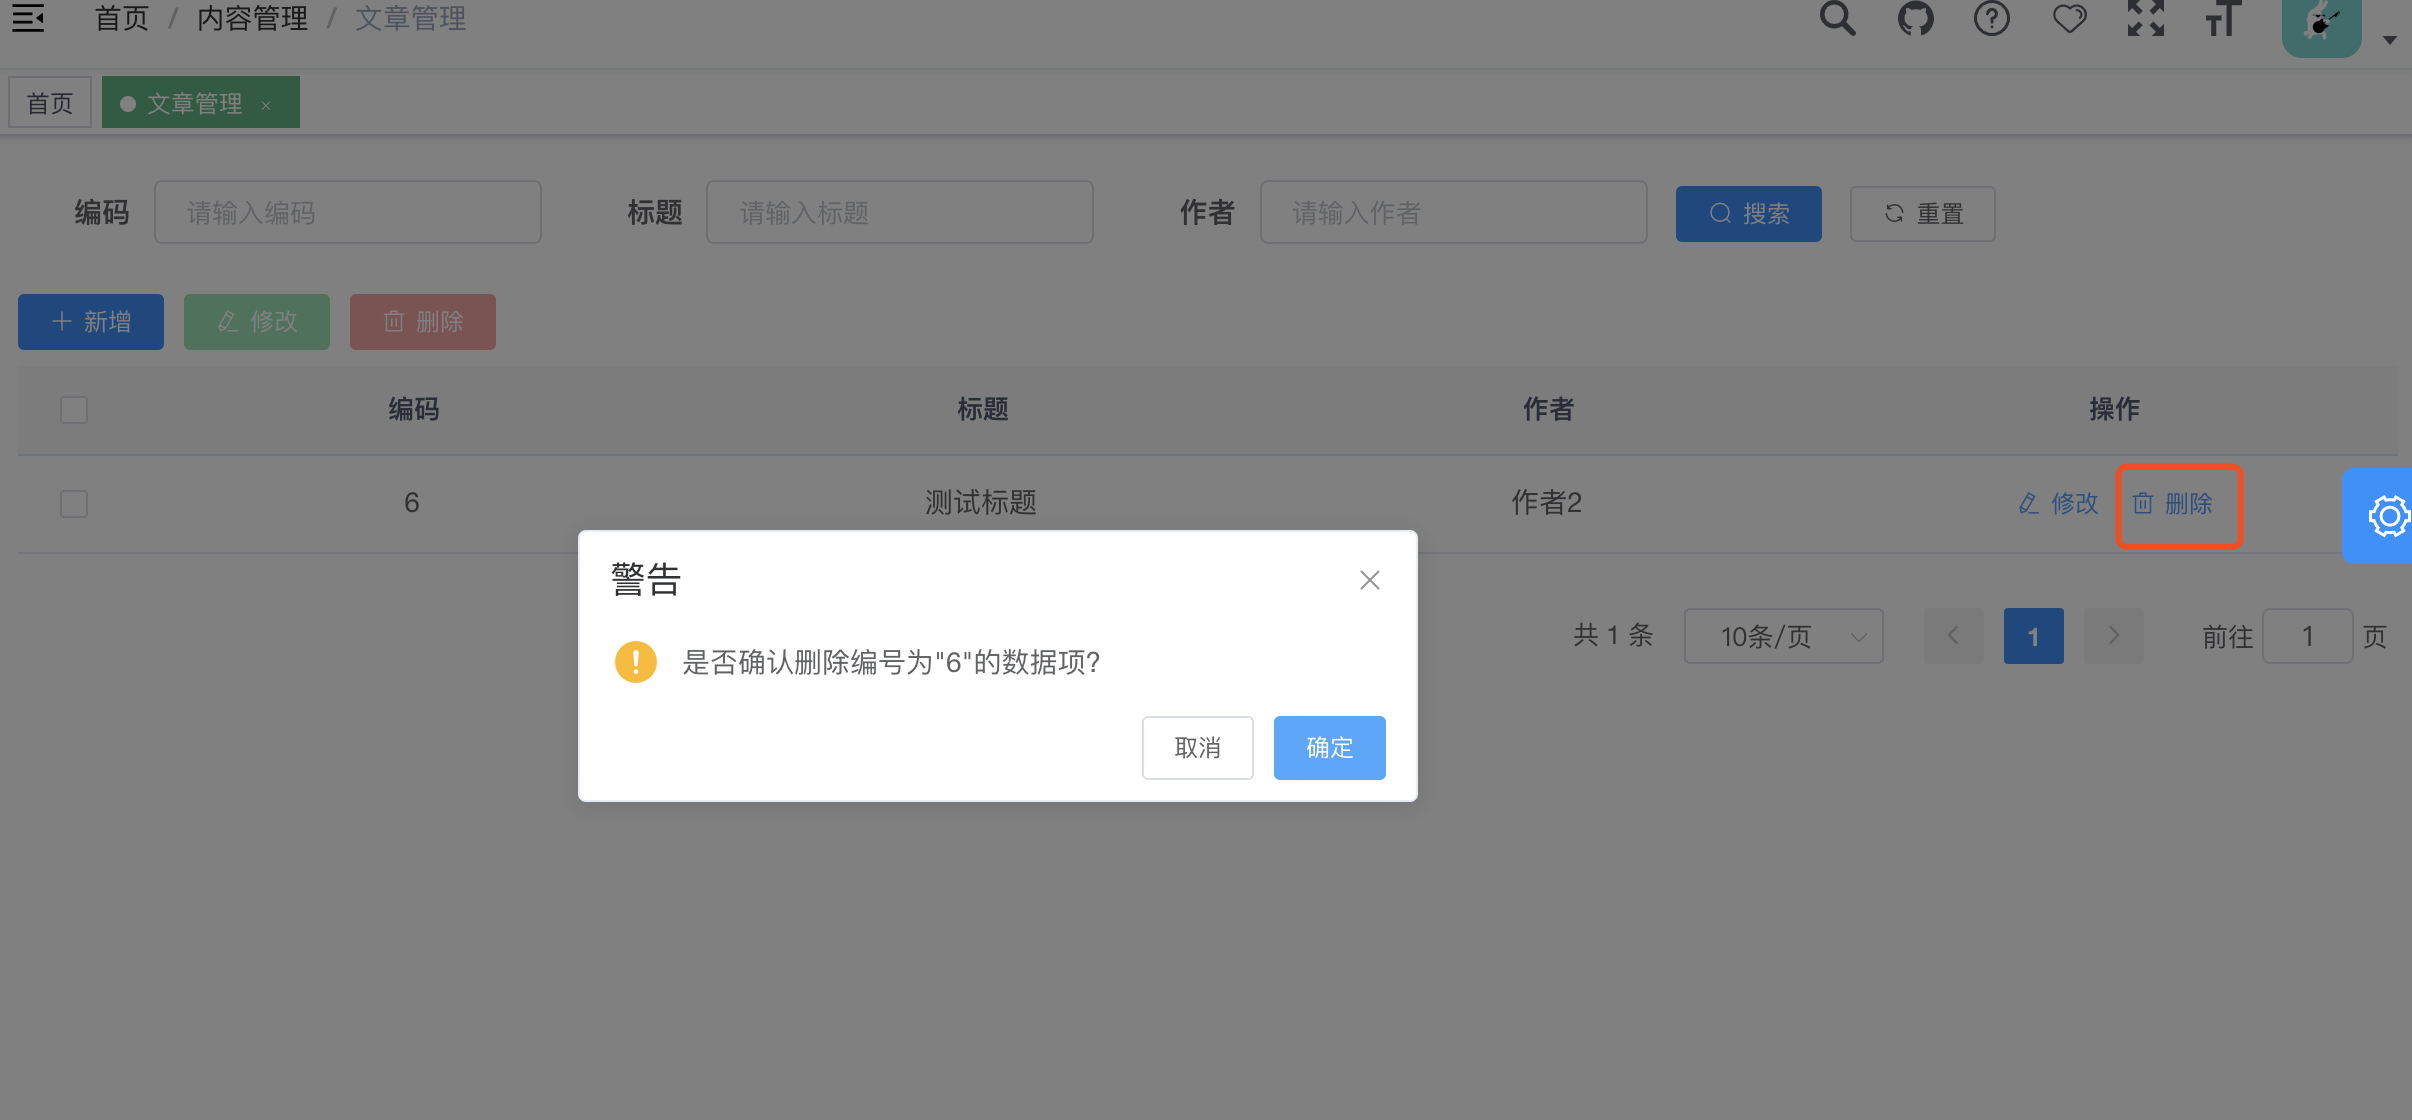 首页 / 内容管理 / 文章管理
首页 文章管理 ×
编码 请输入编码 标题 请输入标题 作者 请输入作者 搜索 重置
+ 新增 修改 删除
编码 标题 作者 操作
6 测试标题 作者2 修改 删除
警告
是否确认删除编号为"6"的数据项?
取消 确定
共 1 条 10条/页 1 前往 1 页